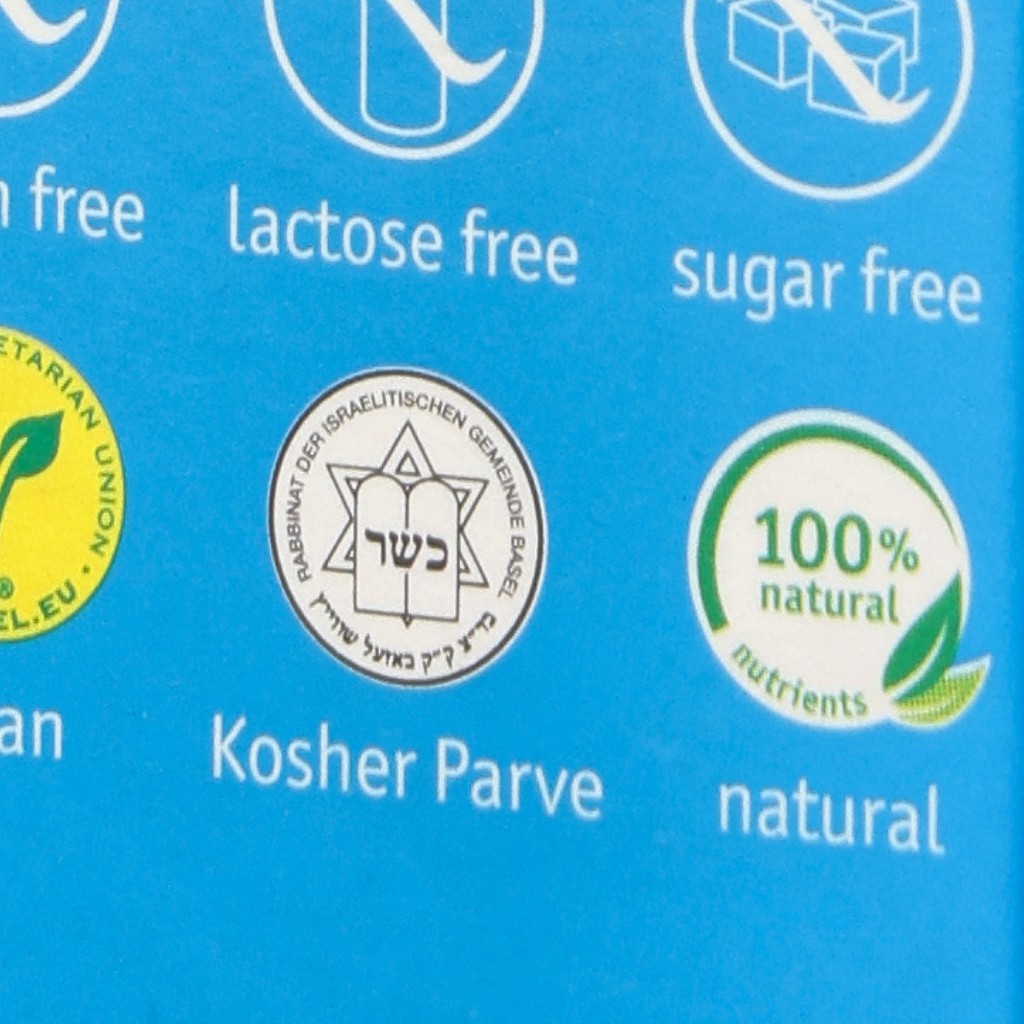 free
lactose free
sugar free
ETARIAN UNION •
EL.EU
®
RABBINAT DER ISRAELITISCHEN GEMEINDE BASEL
כשר
בד״צ ק״ק באזעל שווייץ
100%
natural
nutrients
an
Kosher Parve
natural